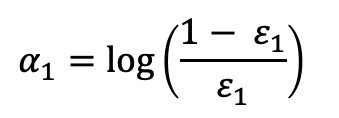 α₁ = log((1 − ε₁)/ε₁)